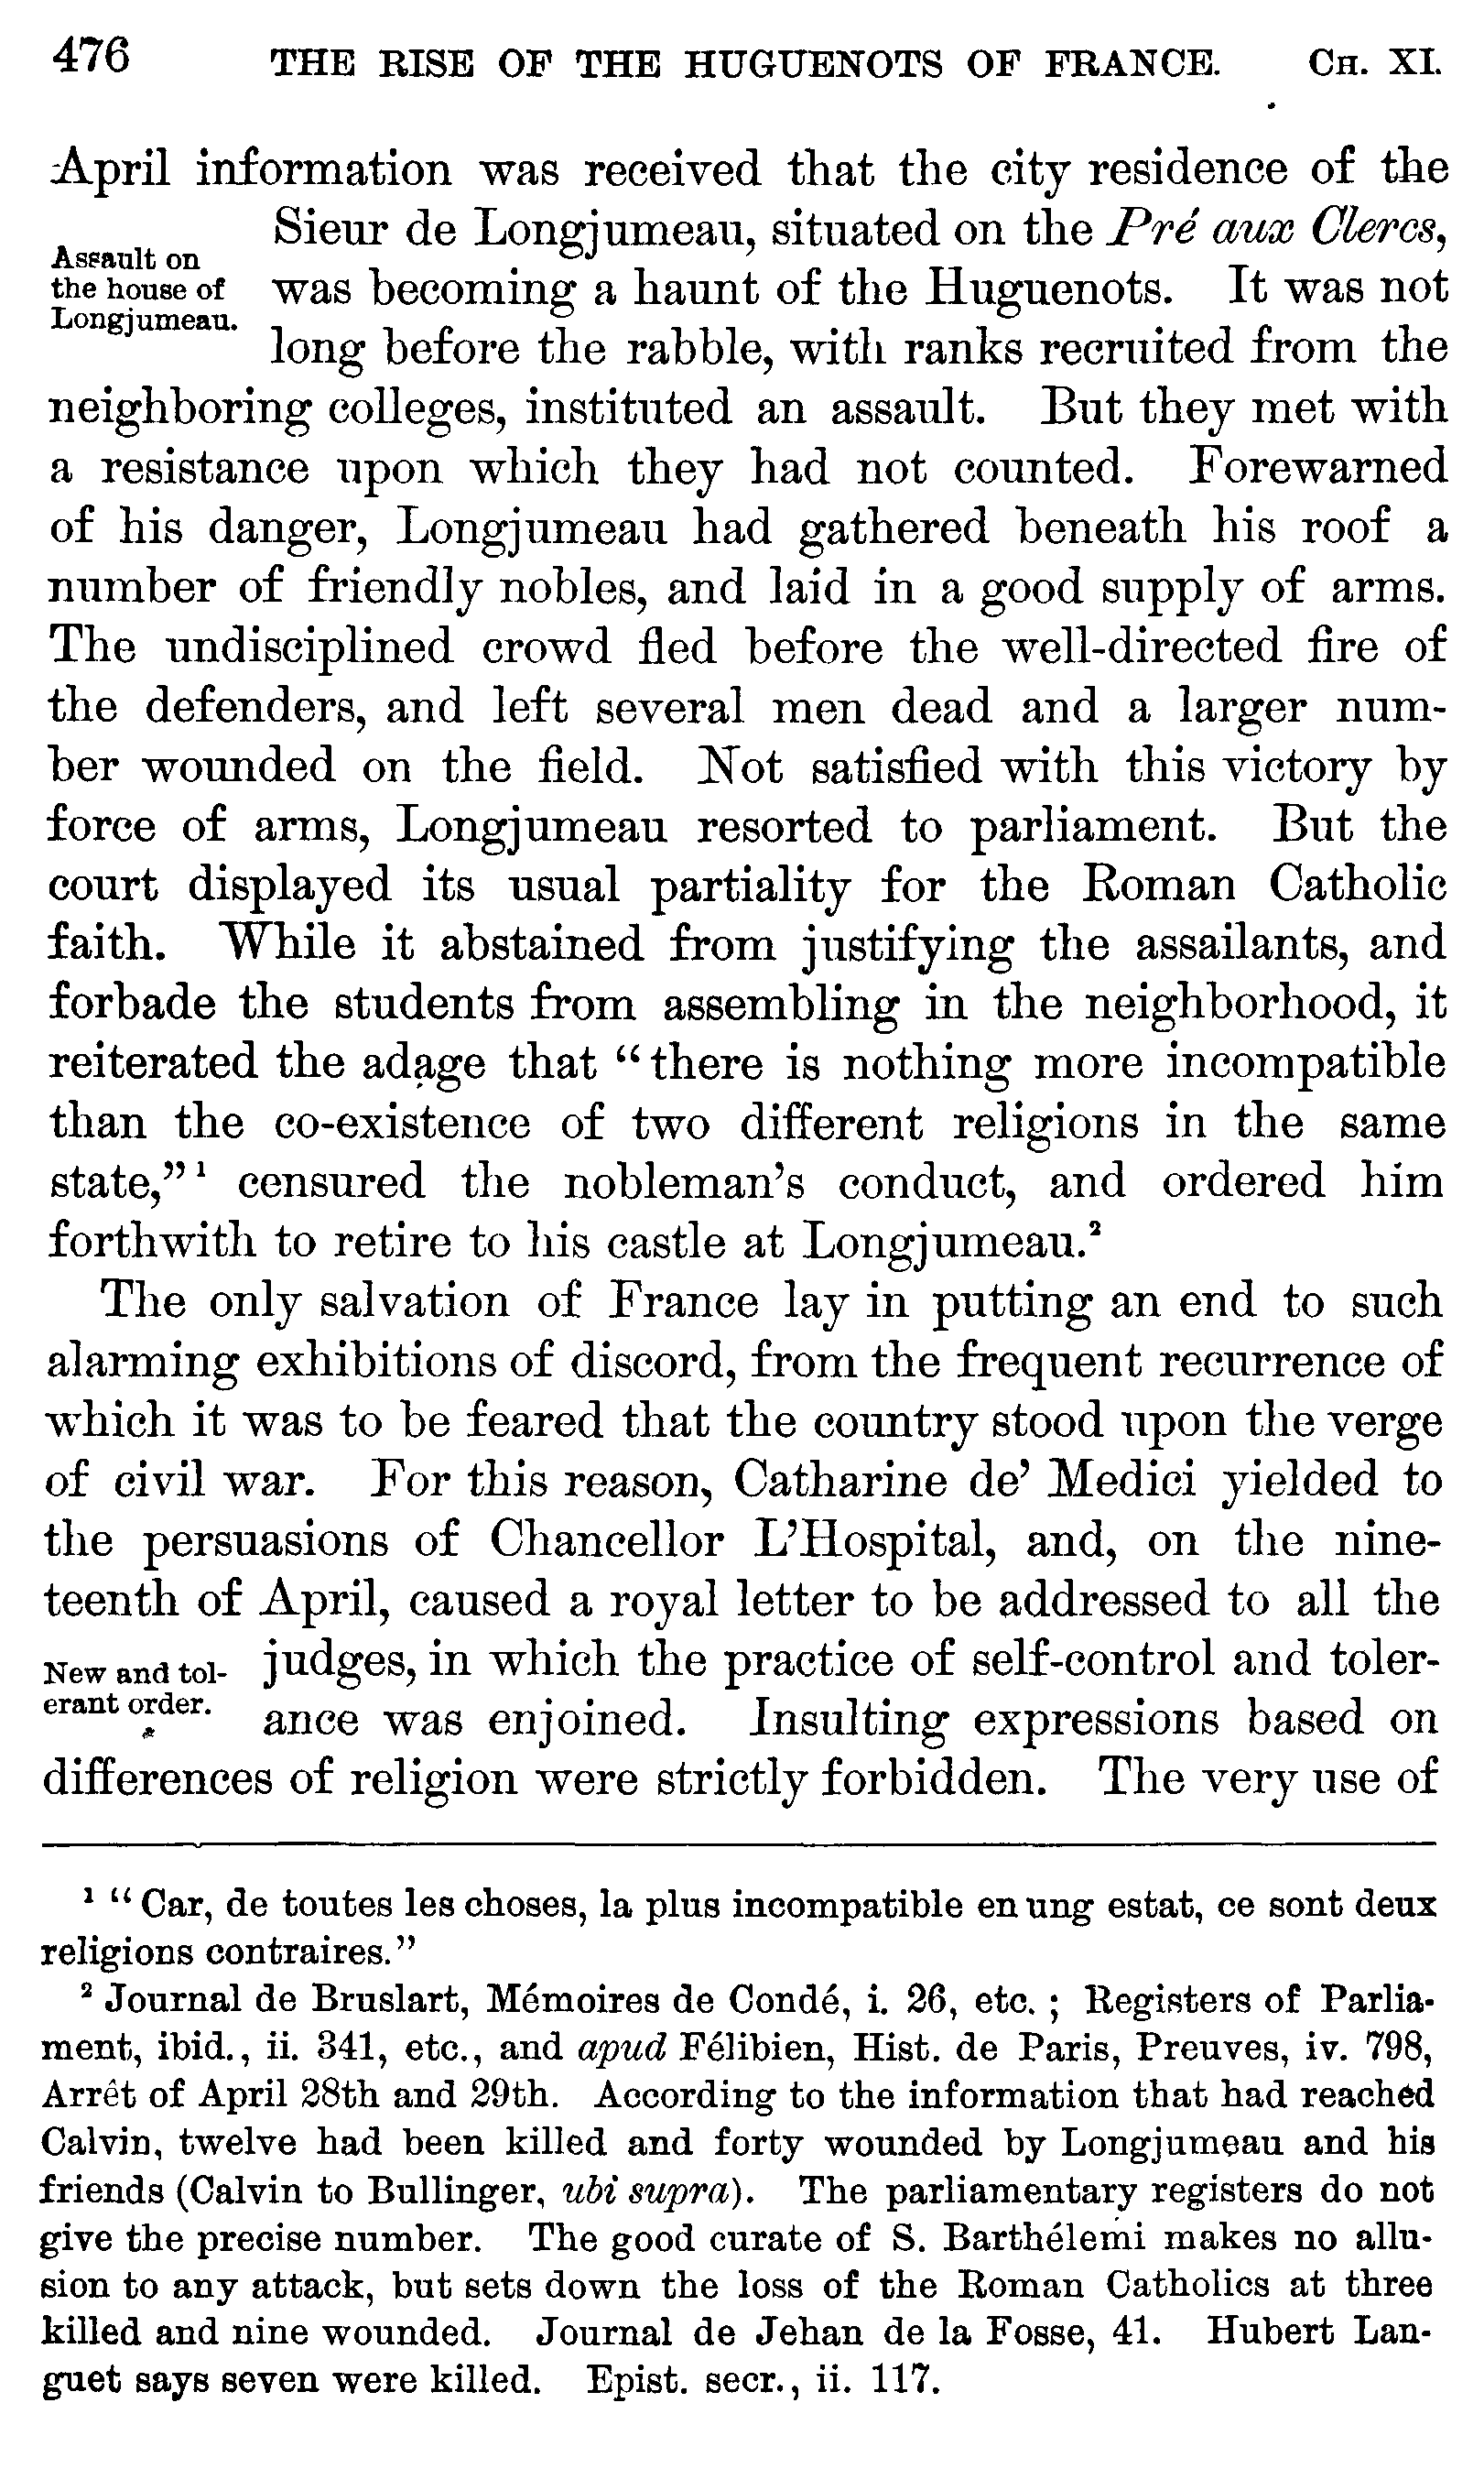 476 THE RISE OF THE HUGUENOTS OF FRANCE. CH. XI.
April information was received that the city residence of the
Sieur de Longjumeau, situated on the Pré aux Clercs,
Assault on
the house of
Longjumeau.
was becoming a haunt of the Huguenots. It was not
long before the rabble, with ranks recruited from the
neighboring colleges, instituted an assault. But they met with
a resistance upon which they had not counted. Forewarned
of his danger, Longjumeau had gathered beneath his roof a
number of friendly nobles, and laid in a good supply of arms.
The undisciplined crowd fled before the well-directed fire of
the defenders, and left several men dead and a larger num-
ber wounded on the field. Not satisfied with this victory by
force of arms, Longjumeau resorted to parliament. But the
court displayed its usual partiality for the Roman Catholic
faith. While it abstained from justifying the assailants, and
forbade the students from assembling in the neighborhood, it
reiterated the adage that “there is nothing more incompatible
than the co-existence of two different religions in the same
state,”¹ censured the nobleman’s conduct, and ordered him
forthwith to retire to his castle at Longjumeau.²
The only salvation of France lay in putting an end to such
alarming exhibitions of discord, from the frequent recurrence of
which it was to be feared that the country stood upon the verge
of civil war. For this reason, Catharine de’ Medici yielded to
the persuasions of Chancellor L’Hospital, and, on the nine-
teenth of April, caused a royal letter to be addressed to all the
New and tol-
erant order.
judges, in which the practice of self-control and toler-
ance was enjoined. Insulting expressions based on
differences of religion were strictly forbidden. The very use of
¹ “Car, de toutes les choses, la plus incompatible en ung estat, ce sont deux
religions contraires.”
² Journal de Bruslart, Mémoires de Condé, i. 26, etc.; Registers of Parlia-
ment, ibid., ii. 341, etc., and apud Félibien, Hist. de Paris, Preuves, iv. 798,
Arrêt of April 28th and 29th. According to the information that had reached
Calvin, twelve had been killed and forty wounded by Longjumeau and his
friends (Calvin to Bullinger, ubi supra). The parliamentary registers do not
give the precise number. The good curate of S. Barthélemi makes no allu-
sion to any attack, but sets down the loss of the Roman Catholics at three
killed and nine wounded. Journal de Jehan de la Fosse, 41. Hubert Lan-
guet says seven were killed. Epist. secr., ii. 117.